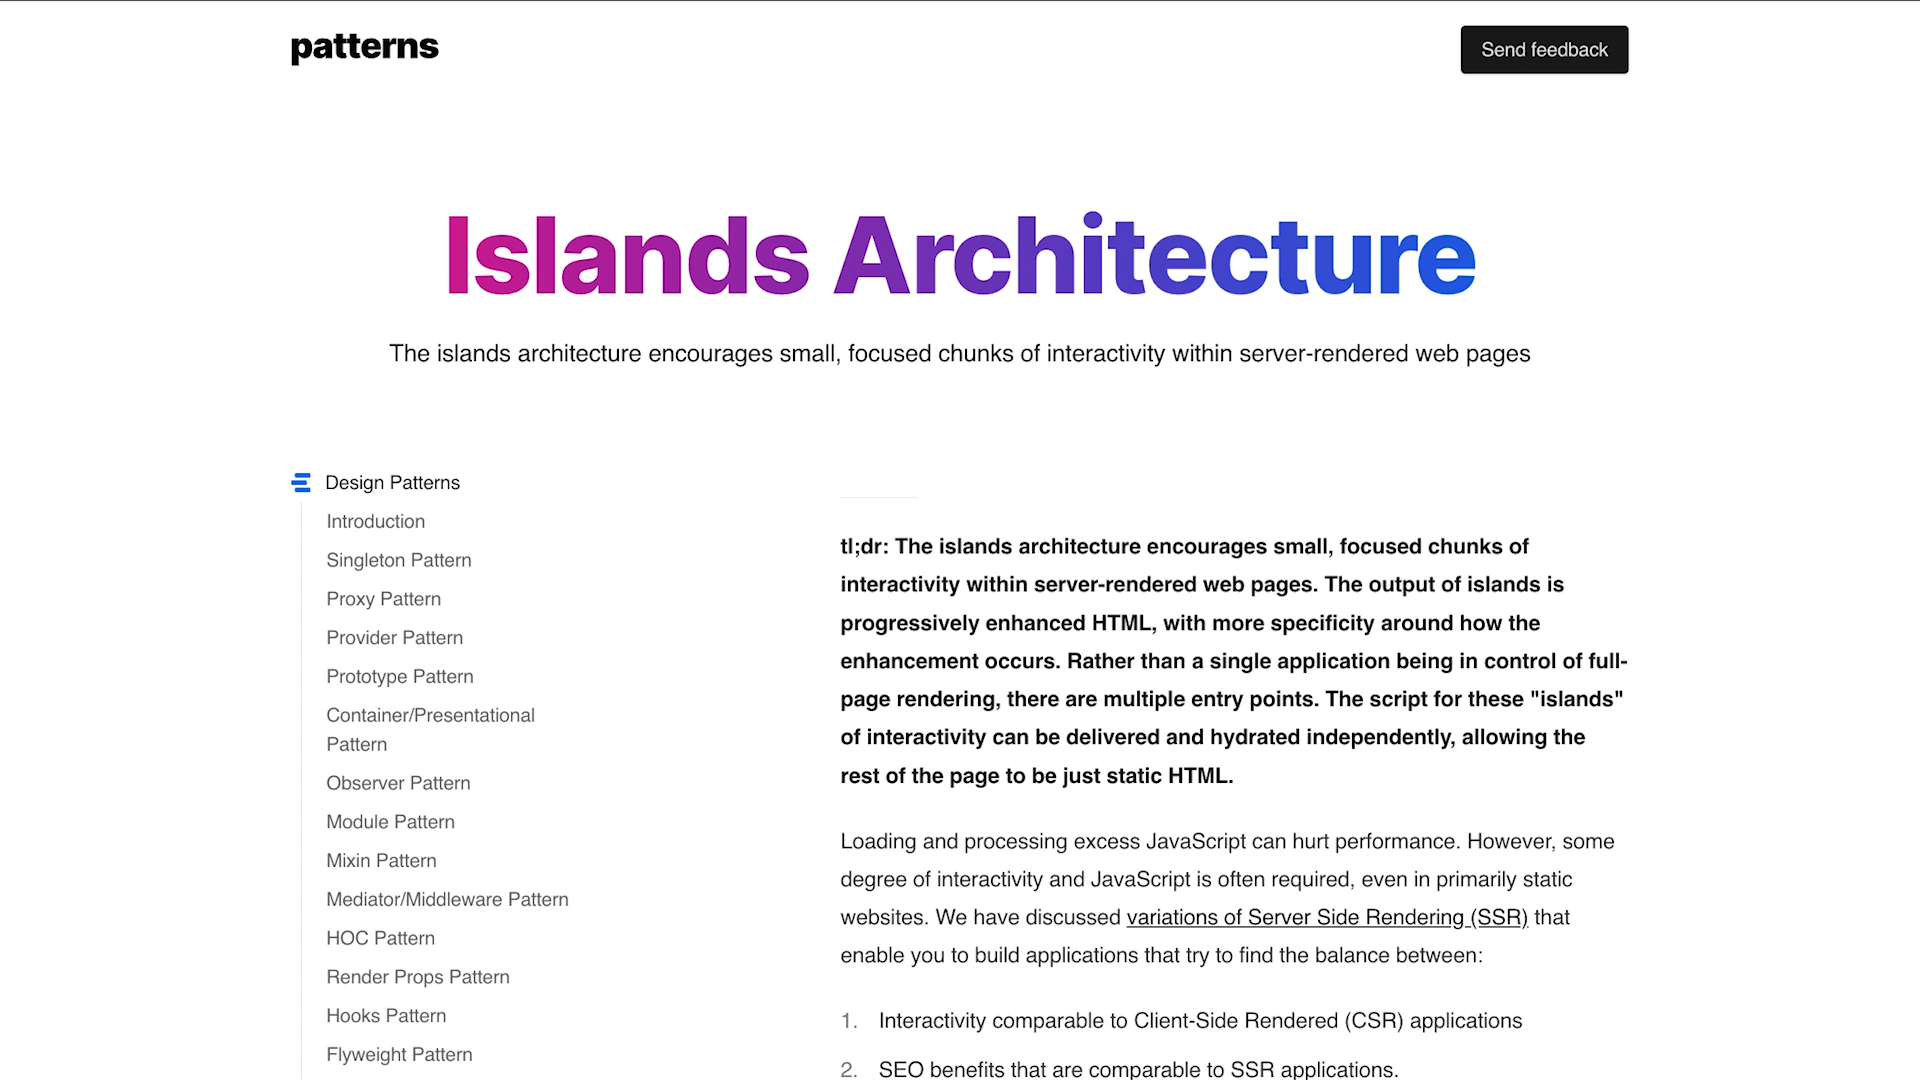 patterns
Send feedback
Islands Architecture
The islands architecture encourages small, focused chunks of interactivity within server-rendered web pages
Design Patterns
Introduction
Singleton Pattern
Proxy Pattern
Provider Pattern
Prototype Pattern
Container/Presentational
Pattern
Observer Pattern
Module Pattern
Mixin Pattern
Mediator/Middleware Pattern
HOC Pattern
Render Props Pattern
Hooks Pattern
Flyweight Pattern
tl;dr: The islands architecture encourages small, focused chunks of
interactivity within server-rendered web pages. The output of islands is
progressively enhanced HTML, with more specificity around how the
enhancement occurs. Rather than a single application being in control of full-
page rendering, there are multiple entry points. The script for these "islands"
of interactivity can be delivered and hydrated independently, allowing the
rest of the page to be just static HTML.
Loading and processing excess JavaScript can hurt performance. However, some
degree of interactivity and JavaScript is often required, even in primarily static
websites. We have discussed variations of Server Side Rendering (SSR) that
enable you to build applications that try to find the balance between:
1. Interactivity comparable to Client-Side Rendered (CSR) applications
2. SEO benefits that are comparable to SSR applications.